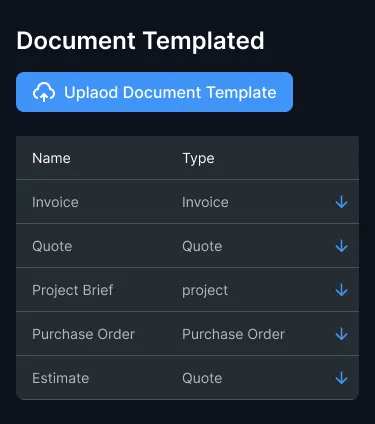 Document Templated
Uplaod Document Template
Name Type
Invoice Invoice
Quote Quote
Project Brief project
Purchase Order Purchase Order
Estimate Quote